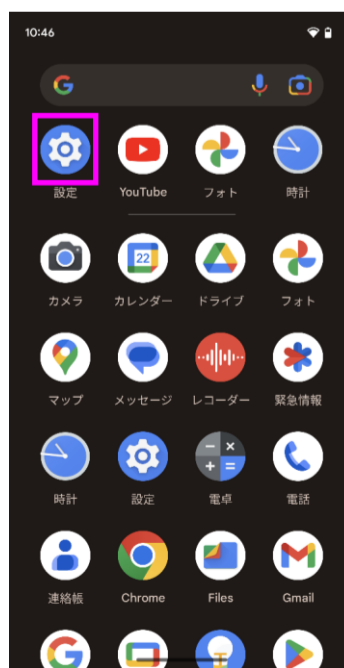 10:46
設定 YouTube フォト 時計
22
カメラ カレンダー ドライブ フォト
マップ メッセージ レコーダー 緊急情報
時計 設定 電卓 電話
連絡帳 Chrome Files Gmail